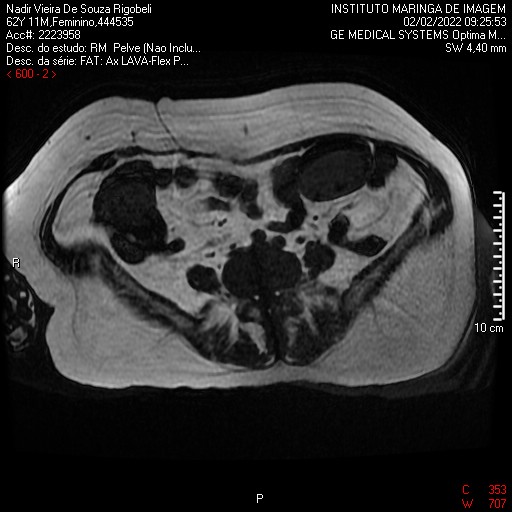 Nadir Vieira De Souza Rigobeli
62Y 11M,Feminino,444535
Acc#: 2223958
Desc. do estudo: RM Pelve (Nao Inclu...
Desc. da série: FAT: Ax LAVA-Flex P...
< 600 - 2 >
INSTITUTO MARINGA DE IMAGEM
02/02/2022 09:25:53
GE MEDICAL SYSTEMS Optima M...
SW 4,40 mm
R
10 cm
P
C 353
W 707